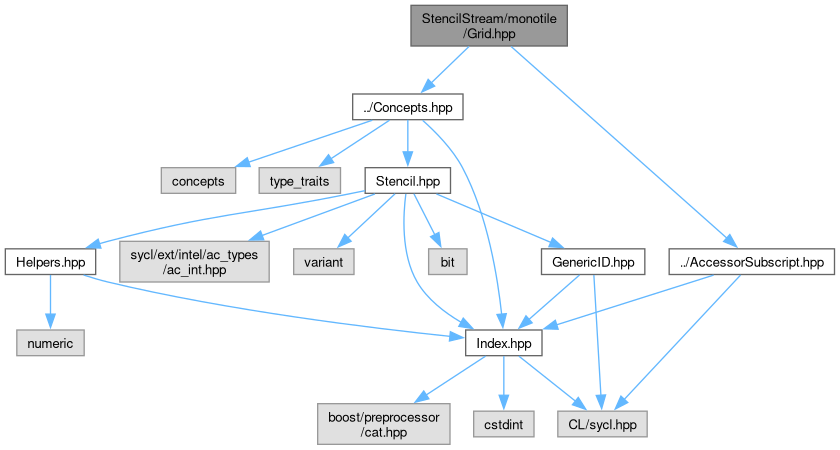 StencilStream/monotile
/Grid.hpp
../Concepts.hpp
concepts
type_traits
Stencil.hpp
Helpers.hpp
sycl/ext/intel/ac_types
/ac_int.hpp
variant
bit
GenericID.hpp
../AccessorSubscript.hpp
numeric
Index.hpp
boost/preprocessor
/cat.hpp
cstdint
CL/sycl.hpp